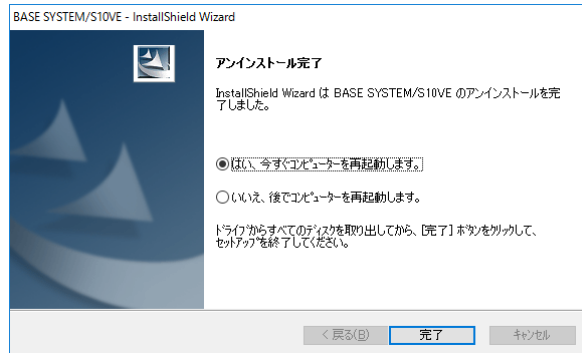 BASE SYSTEM/S10VE - InstallShield Wizard
アンインストール完了
InstallShield Wizard は BASE SYSTEM/S10VE のアンインストールを完
了しました。
はい、今すぐコンピューターを再起動します。
いいえ、後でコンピューターを再起動します。
ドライブからすべてのディスクを取り出してから、[完了] ボタンをクリックして、
セットアップを終了してください。
< 戻る(B)
完了
キャンセル